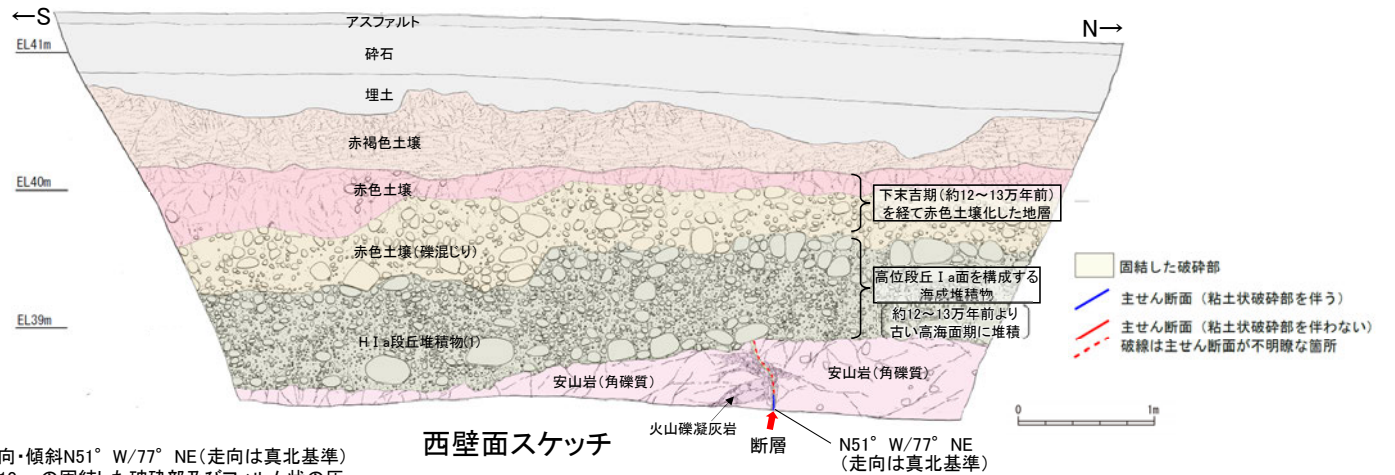 ←S
N→
アスファルト
EL41m
砕石
埋土
赤褐色土壌
EL40m
赤色土壌
下末吉期(約12～13万年前)
を経て赤色土壌化した地層
赤色土壌(礫混じり)
高位段丘Ⅰa面を構成する
海成堆積物
約12～13万年前より
古い高海面期に堆積
固結した破砕部
主せん断面（粘土状破砕部を伴う）
主せん断面（粘土状破砕部を伴わない）
破線は主せん断面が不明瞭な箇所
EL39m
HⅠa段丘堆積物(1)
安山岩(角礫質)
安山岩(角礫質)
0 1m
火山礫凝灰岩
断層
N51°W/77°NE
(走向は真北基準)
西壁面スケッチ
向・傾斜N51°W/77°NE(走向は真北基準)